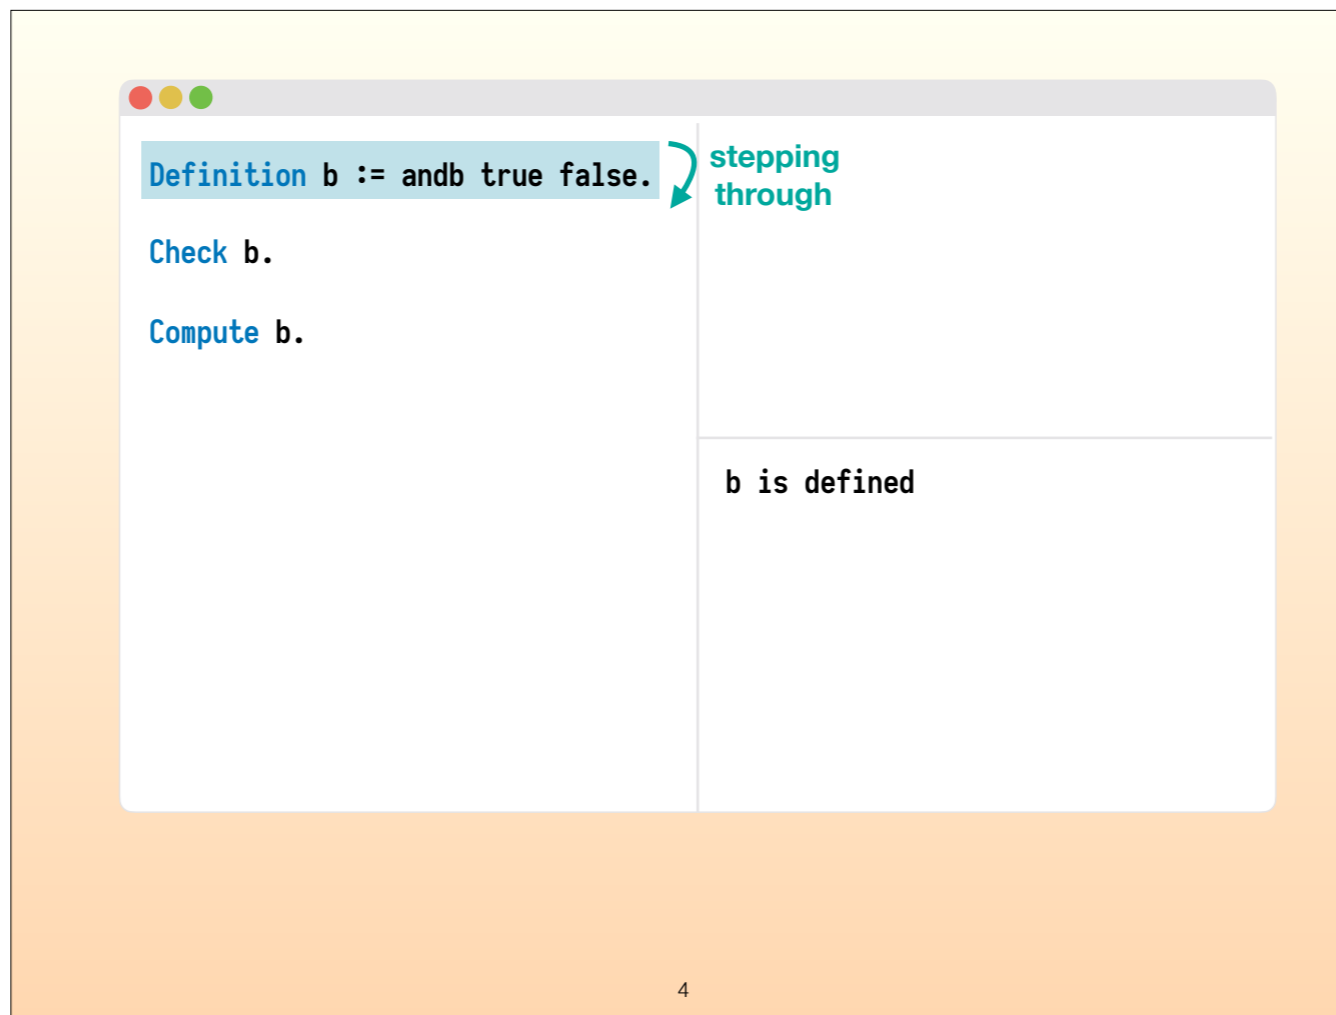 Definition b := andb true false.
stepping
through
Check b.
Compute b.
b is defined
4